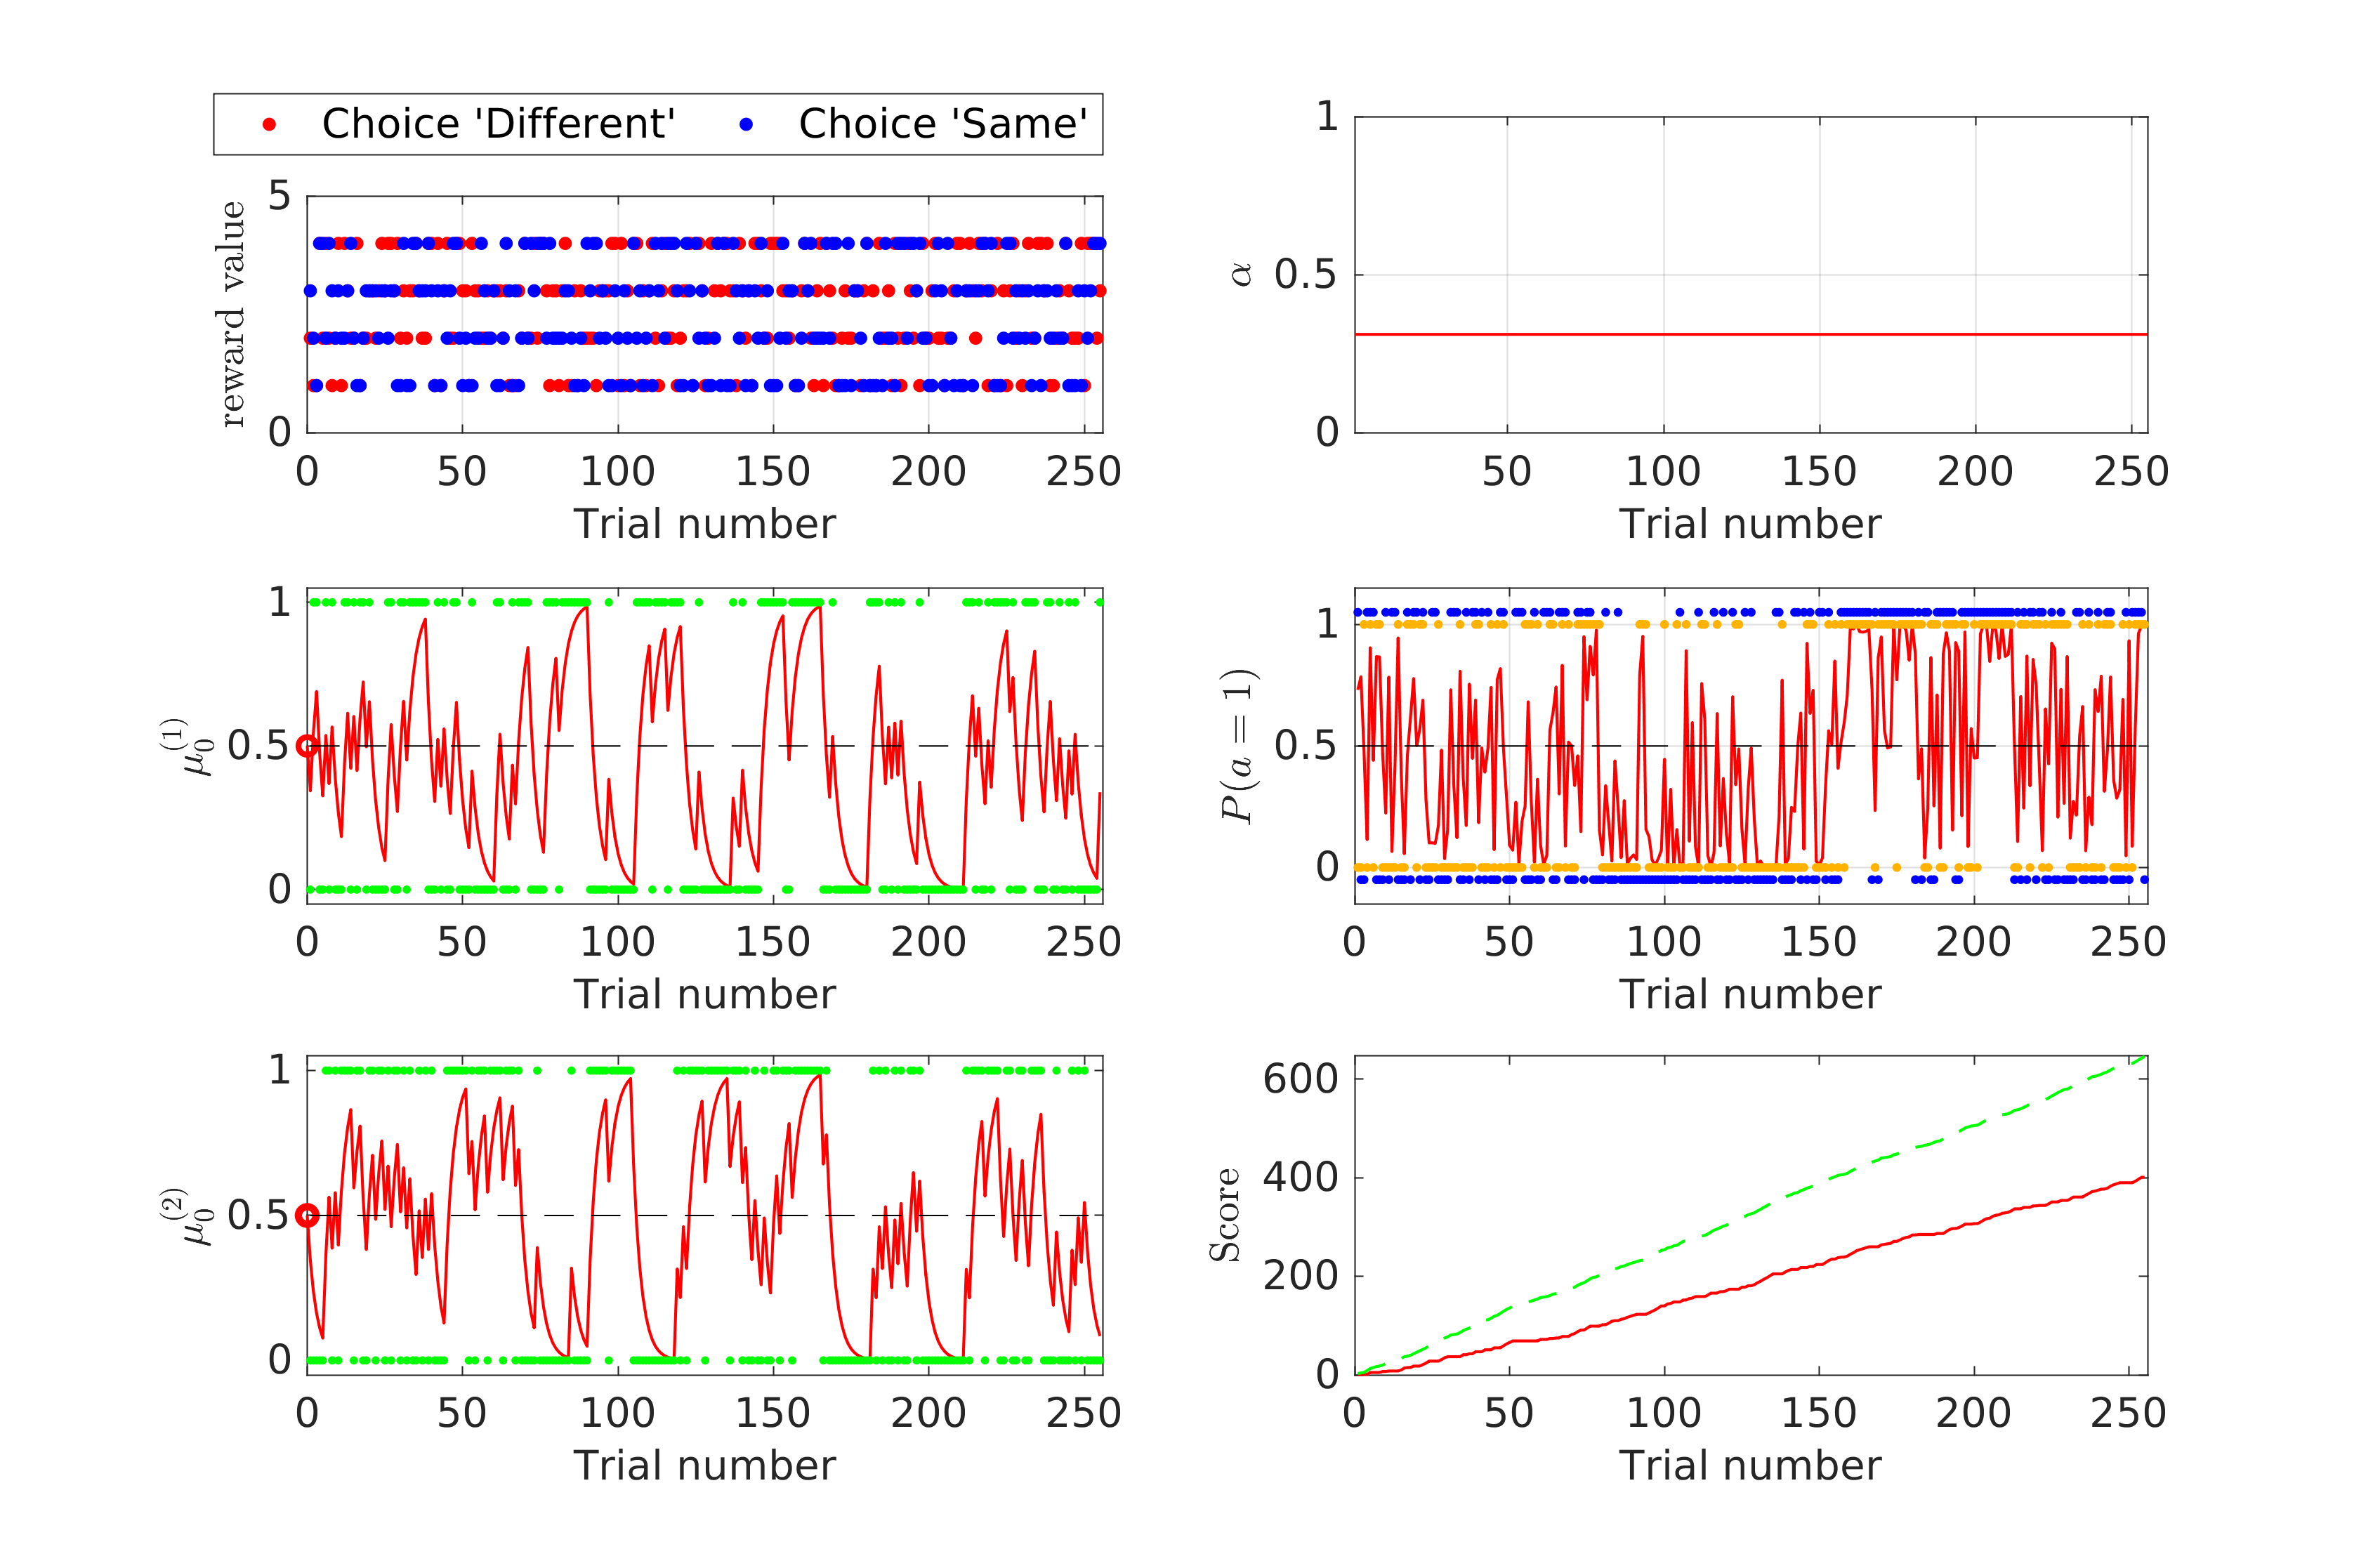 Choice 'Different' Choice 'Same'
5
0
reward value
0 50 100 150 200 250
Trial number
1
0.5
0
α
50 100 150 200 250
Trial number
1
0.5
0
μ₀⁽¹⁾
0 50 100 150 200 250
Trial number
1
0.5
0
P(a = 1)
0 50 100 150 200 250
Trial number
1
0.5
0
μ₀⁽²⁾
0 50 100 150 200 250
Trial number
600
400
200
0
Score
0 50 100 150 200 250
Trial number